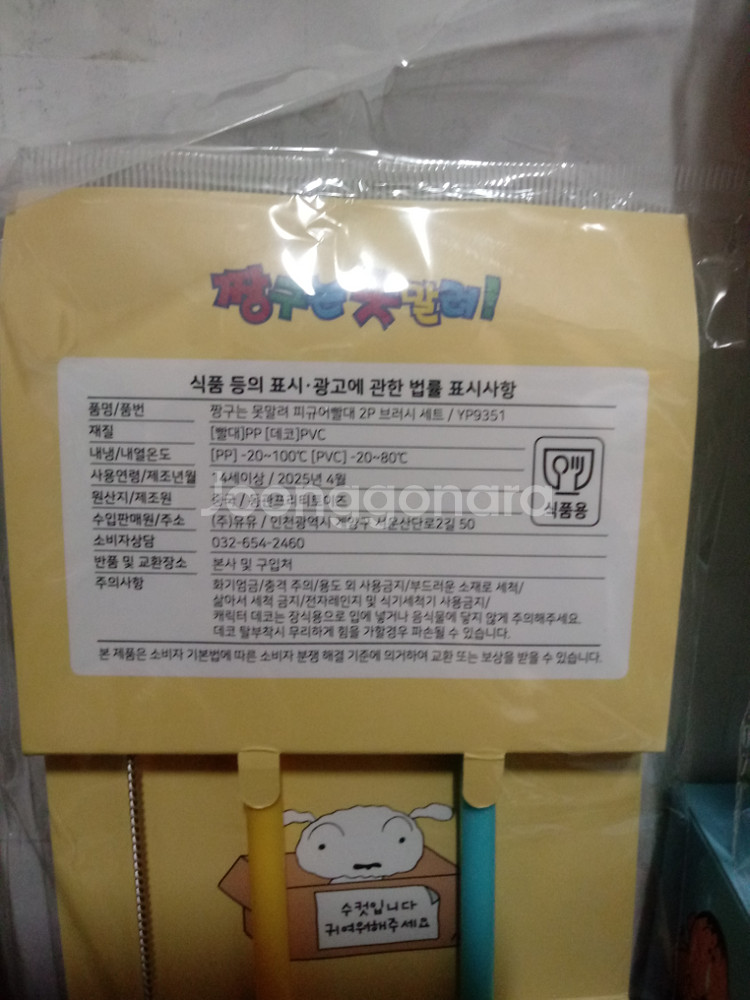 짱구는 못말려!
식품 등의 표시·광고에 관한 법률 표시사항
품명/품번 짱구는 못말려 피규어빨대 2P 브러시 세트 / YP9351
재질 [빨대]PP [데코]PVC
내냉/내열온도 [PP] -20~100℃ [PVC] -20~80℃
사용연령/제조년월 14세이상 / 2025년 4월
원산지/제조원 중국 /
수입판매원/주소 (주)유유 / 인천광역시 계양구 서운산단로2길 50
소비자상담 032-654-2460
반품 및 교환장소 본사 및 구입처
주의사항 화기엄금/충격 주의/용도 외 사용금지/부드러운 소재로 세척/
삶아서 세척 금지/전자레인지 및 식기세척기 사용금지/
캐릭터 데코는 장식용으로 입에 넣거나 음식물에 닿지 않게 주의해주세요.
데코 탈부착시 무리하게 힘을 가할경우 파손될 수 있습니다.
식품용
본 제품은 소비자 기본법에 따른 소비자 분쟁 해결 기준에 의거하여 교환 또는 보상을 받을 수 있습니다.
Joonggonara
수컷입니다
귀여워해주세요